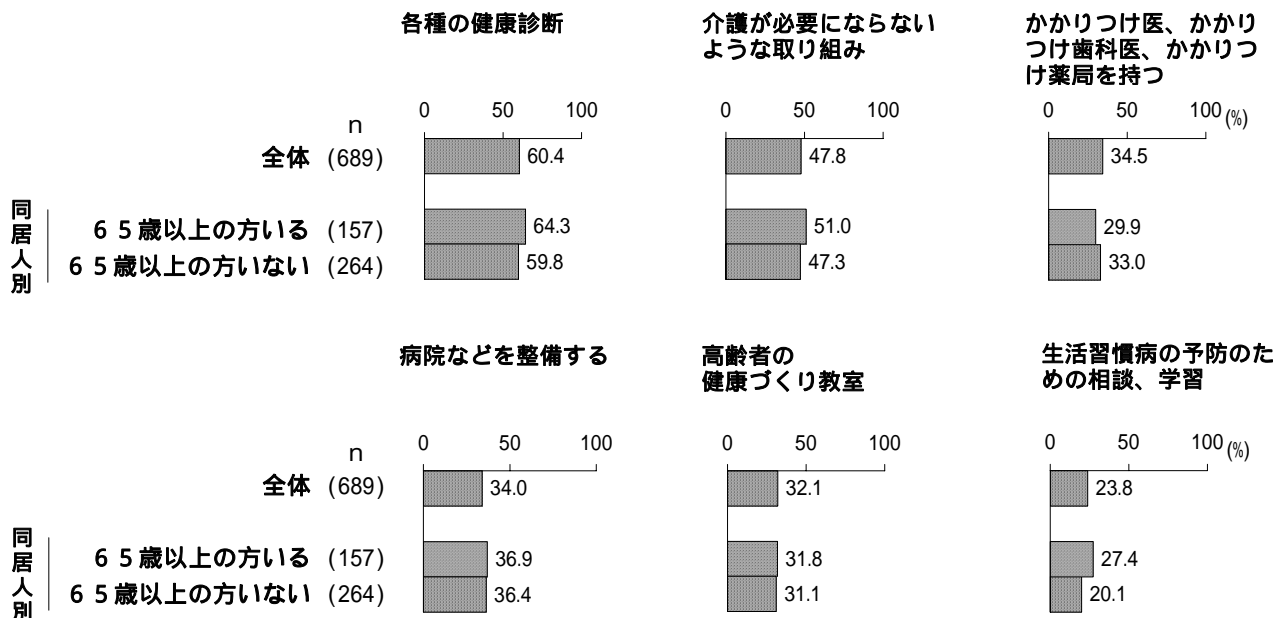 各種の健康診断
介護が必要にならない
ような取り組み
かかりつけ医、かかり
つけ歯科医、かかりつ
け薬局を持つ
0 50 100
0 50 100
0 50 100 (%)
n
全体 (689) 60.4 47.8 34.5
同居人別
６５歳以上の方いる (157) 64.3 51.0 29.9
６５歳以上の方いない (264) 59.8 47.3 33.0
病院などを整備する
高齢者の
健康づくり教室
生活習慣病の予防のた
めの相談、学習
0 50 100
0 50 100
0 50 100 (%)
n
全体 (689) 34.0 32.1 23.8
同居人別
６５歳以上の方いる (157) 36.9 31.8 27.4
６５歳以上の方いない (264) 36.4 31.1 20.1